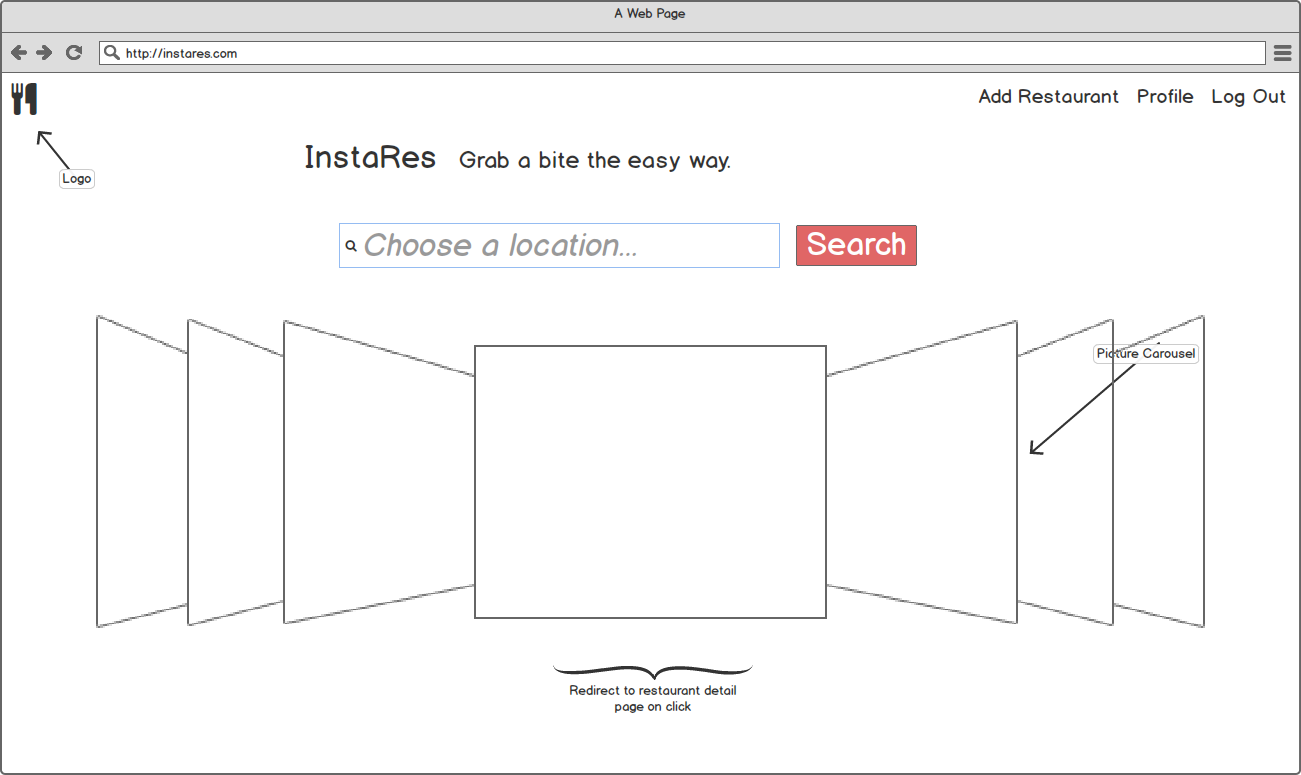 A Web Page
http://instares.com
Add Restaurant Profile Log Out
Logo
InstaRes Grab a bite the easy way.
Choose a location...
Search
Picture Carousel
Redirect to restaurant detail
page on click